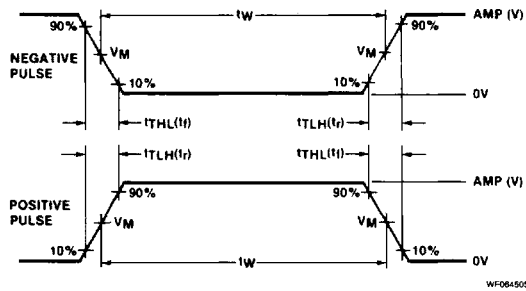 tW
90%
90%
AMP (V)
NEGATIVE
PULSE
VM
VM
10%
10%
0V
tTHL(tf)
tTLH(tr)
tTLH(tr)
tTHL(tf)
AMP (V)
90%
90%
POSITIVE
PULSE
VM
VM
10%
10%
0V
tW